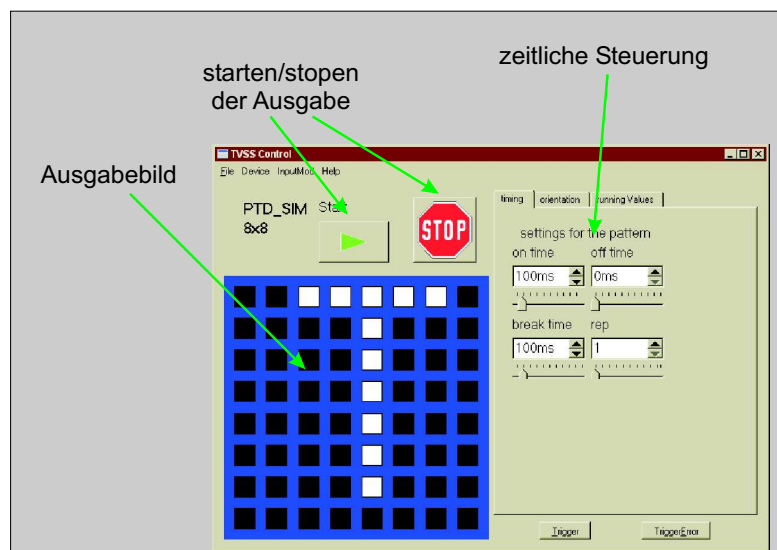 starten/stopen
der Ausgabe
zeitliche Steuerung
Ausgabebild
TVSS Control
File Device InputMod Help
PTD_SIM
8x8
Start
STOP
timing orientation running Values
settings for the pattern
on time off time
100ms 0ms
break time rep
100ms 1
Trigger TriggerError